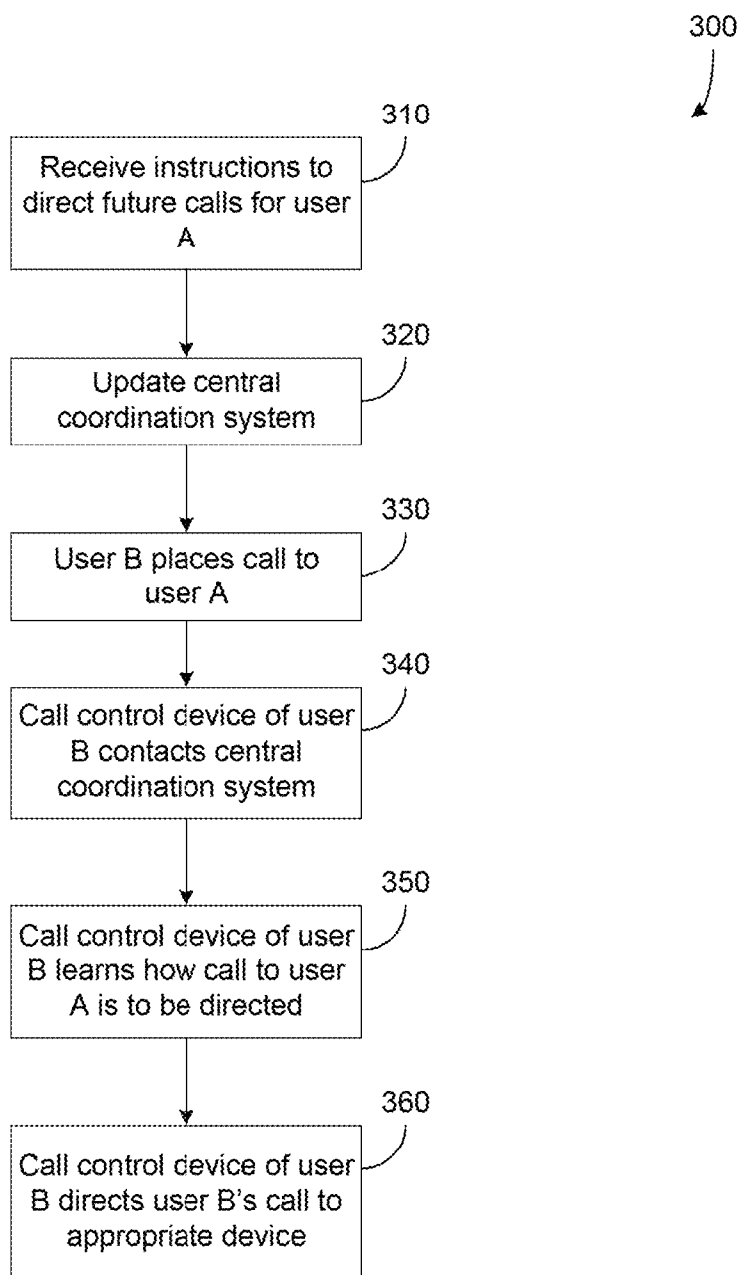 300
310
Receive instructions to
direct future calls for user
A
320
Update central
coordination system
330
User B places call to
user A
340
Call control device of user
B contacts central
coordination system
350
Call control device of user
B learns how call to user
A is to be directed
360
Call control device of user
B directs user B's call to
appropriate device